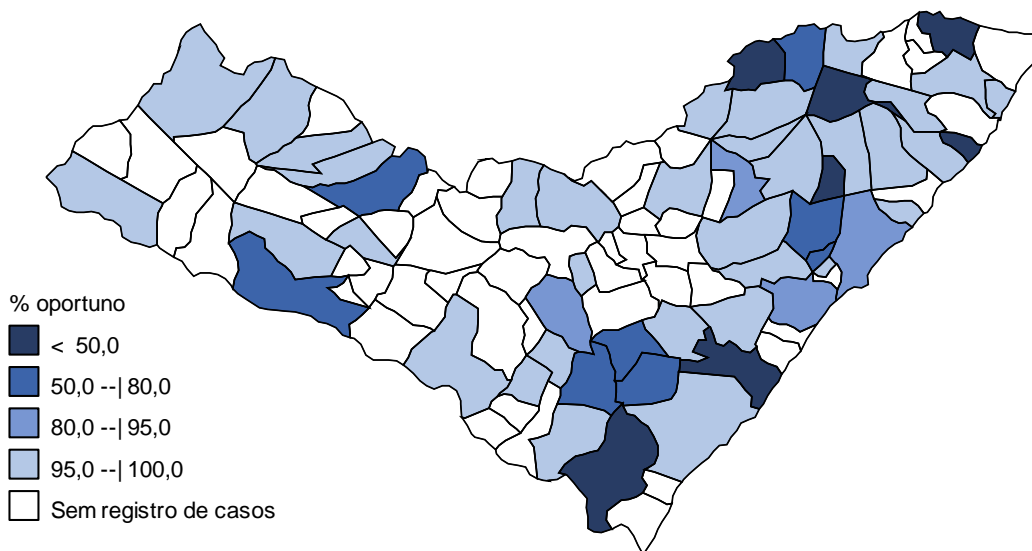 % oportuno
< 50,0
50,0 --| 80,0
80,0 --| 95,0
95,0 --| 100,0
Sem registro de casos